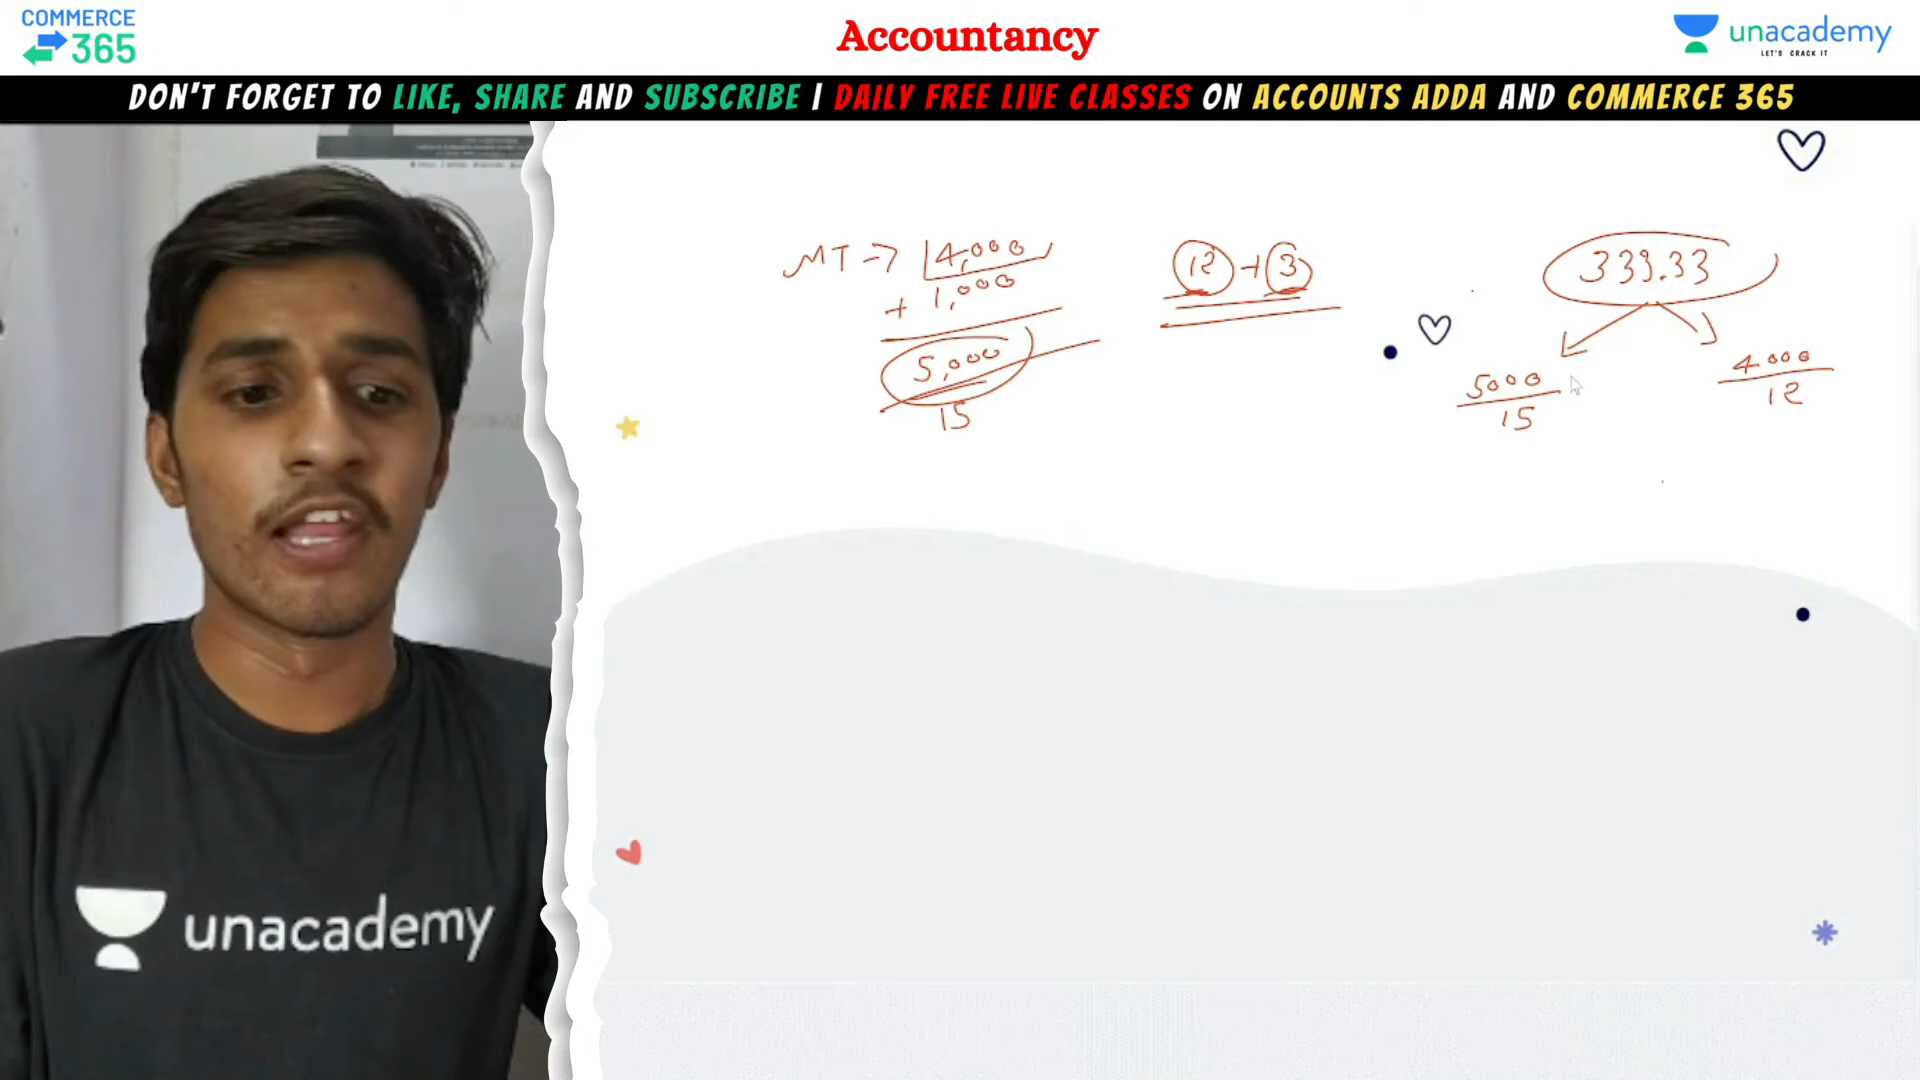 COMMERCE
365
Accountancy
unacademy
LET'S CRACK IT
DON'T FORGET TO LIKE, SHARE AND SUBSCRIBE | DAILY FREE LIVE CLASSES ON ACCOUNTS ADDA AND COMMERCE 365
MT → 4,000
+ 1,000
5,000
15
12 + 3
333.33
5000
15
4000
12
unacademy